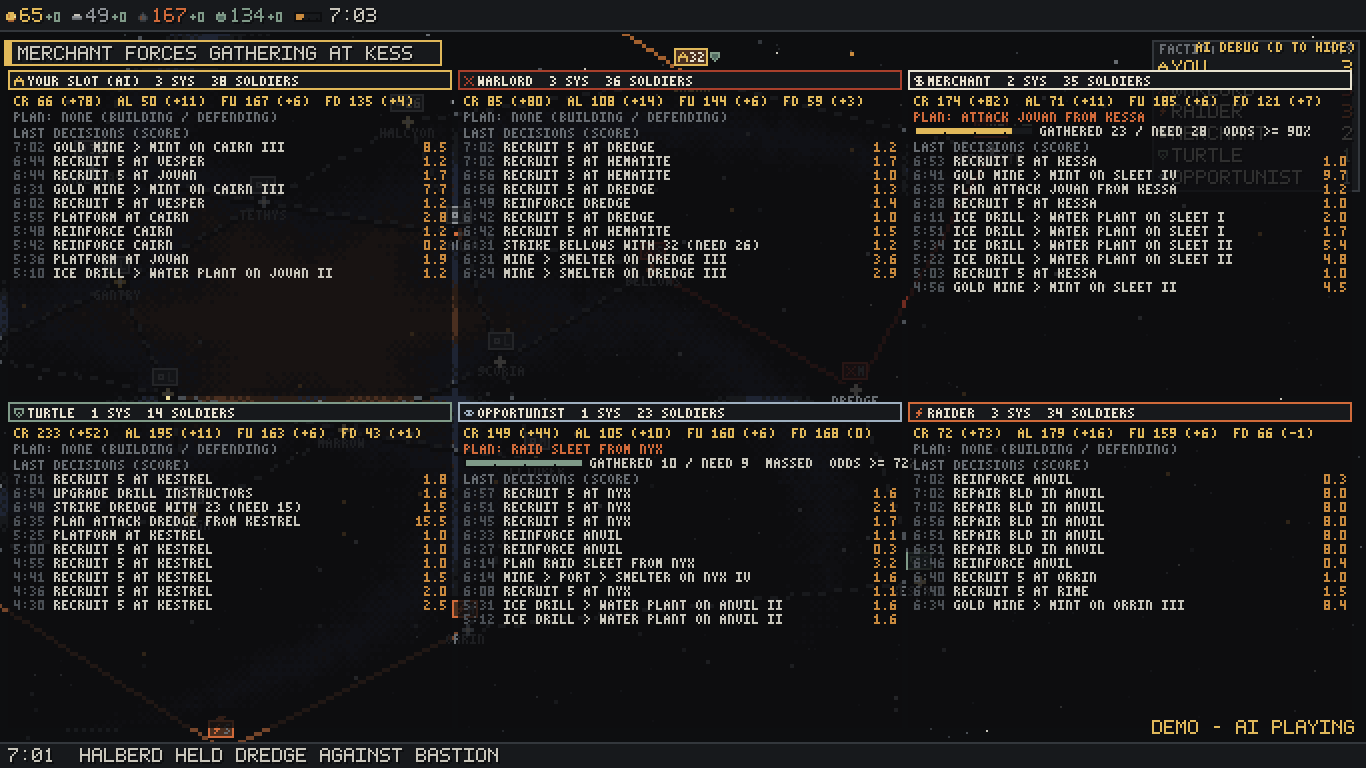 65+0 49+0 167+0 134+0 7:03
MERCHANT FORCES GATHERING AT KESS
32
AI DEBUG (D TO HIDE)
YOUR SLOT (AI) 3 SYS 38 SOLDIERS
CR 66 (+78) AL 50 (+11) FU 167 (+6) FD 135 (+4)
PLAN: NONE (BUILDING / DEFENDING)
LAST DECISIONS (SCORE)
7:02 GOLD MINE > MINT ON CAIRN III 8.5
6:44 RECRUIT 5 AT VESPER 1.2
6:44 RECRUIT 5 AT JOVAN 1.7
6:31 GOLD MINE > MINT ON CAIRN III 7.7
6:02 RECRUIT 5 AT VESPER 1.2
5:55 PLATFORM AT CAIRN 2.8
5:48 REINFORCE CAIRN 1.2
5:42 REINFORCE CAIRN 0.2
5:36 PLATFORM AT JOVAN 1.9
5:10 ICE DRILL > WATER PLANT ON JOVAN II 1.2
WARLORD 3 SYS 36 SOLDIERS
CR 85 (+80) AL 108 (+14) FU 144 (+6) FD 59 (+3)
PLAN: NONE (BUILDING / DEFENDING)
LAST DECISIONS (SCORE)
7:02 RECRUIT 5 AT DREDGE 1.2
7:02 RECRUIT 5 AT HEMATITE 1.7
6:56 RECRUIT 3 AT HEMATITE 1.0
6:56 RECRUIT 5 AT DREDGE 1.3
6:48 REINFORCE DREDGE 1.4
6:42 RECRUIT 5 AT DREDGE 1.0
6:42 RECRUIT 5 AT HEMATITE 1.5
6:31 STRIKE BELLOWS WITH 32 (NEED 26) 1.2
6:31 MINE > SMELTER ON DREDGE III 3.6
6:24 MINE > SMELTER ON DREDGE III 2.9
MERCHANT 2 SYS 35 SOLDIERS
CR 174 (+82) AL 71 (+11) FU 185 (+6) FD 121 (+7)
PLAN: ATTACK JOVAN FROM KESSA
GATHERED 23 / NEED 28 ODDS >= 90%
LAST DECISIONS (SCORE)
6:53 RECRUIT 5 AT KESSA 1.0
6:41 GOLD MINE > MINT ON SLEET IV 9.7
6:35 PLAN ATTACK JOVAN FROM KESSA 1.2
6:28 RECRUIT 5 AT KESSA 1.0
6:11 ICE DRILL > WATER PLANT ON SLEET I 2.0
5:51 ICE DRILL > WATER PLANT ON SLEET I 1.7
5:34 ICE DRILL > WATER PLANT ON SLEET II 5.4
5:22 ICE DRILL > WATER PLANT ON SLEET II 4.8
5:03 RECRUIT 5 AT KESSA 1.0
4:56 GOLD MINE > MINT ON SLEET II 4.5
FACTI
YOU 3
RAIDER 3
TURTLE
OPPORTUNIST
HALCYON
TETHYS
GANTRY
BELLOWS
SCORIA
DREDGE
TURTLE 1 SYS 14 SOLDIERS
CR 233 (+52) AL 195 (+11) FU 163 (+6) FD 43 (+1)
PLAN: NONE (BUILDING / DEFENDING)
LAST DECISIONS (SCORE)
7:01 RECRUIT 5 AT KESTREL 1.8
6:54 UPGRADE DRILL INSTRUCTORS 1.6
6:48 STRIKE DREDGE WITH 23 (NEED 15) 1.5
6:35 PLAN ATTACK DREDGE FROM KESTREL 15.5
5:25 PLATFORM AT KESTREL 1.0
5:00 RECRUIT 5 AT KESTREL 1.0
4:55 RECRUIT 5 AT KESTREL 1.0
4:41 RECRUIT 5 AT KESTREL 1.5
4:36 RECRUIT 5 AT KESTREL 2.0
4:30 RECRUIT 5 AT KESTREL 2.5
OPPORTUNIST 1 SYS 23 SOLDIERS
CR 149 (+44) AL 105 (+10) FU 160 (+6) FD 168 (0)
PLAN: RAID SLEET FROM NYX
GATHERED 10 / NEED 9 MASSED ODDS >= 72
LAST DECISIONS (SCORE)
6:57 RECRUIT 5 AT NYX 1.6
6:51 RECRUIT 5 AT NYX 2.1
6:45 RECRUIT 5 AT NYX 1.7
6:33 REINFORCE ANVIL 1.1
6:27 REINFORCE ANVIL 0.3
6:14 PLAN RAID SLEET FROM NYX 3.2
6:14 MINE > PORT > SMELTER ON NYX IV 1.6
6:08 RECRUIT 5 AT NYX 1.1
5:31 ICE DRILL > WATER PLANT ON ANVIL II 1.6
5:12 ICE DRILL > WATER PLANT ON ANVIL II 1.6
RAIDER 3 SYS 34 SOLDIERS
CR 72 (+73) AL 179 (+16) FU 159 (+6) FD 66 (-1)
PLAN: NONE (BUILDING / DEFENDING)
LAST DECISIONS (SCORE)
7:02 REINFORCE ANVIL 0.3
7:02 REPAIR BLD IN ANVIL 8.0
6:56 REPAIR BLD IN ANVIL 8.0
6:51 REPAIR BLD IN ANVIL 8.0
6:51 REPAIR BLD IN ANVIL 8.0
6:46 REINFORCE ANVIL 0.4
6:40 RECRUIT 5 AT ORRIN 1.0
6:40 RECRUIT 5 AT RIME 1.5
6:34 GOLD MINE > MINT ON ORRIN III 8.4
DEMO - AI PLAYING
7:01 HALBERD HELD DREDGE AGAINST BASTION